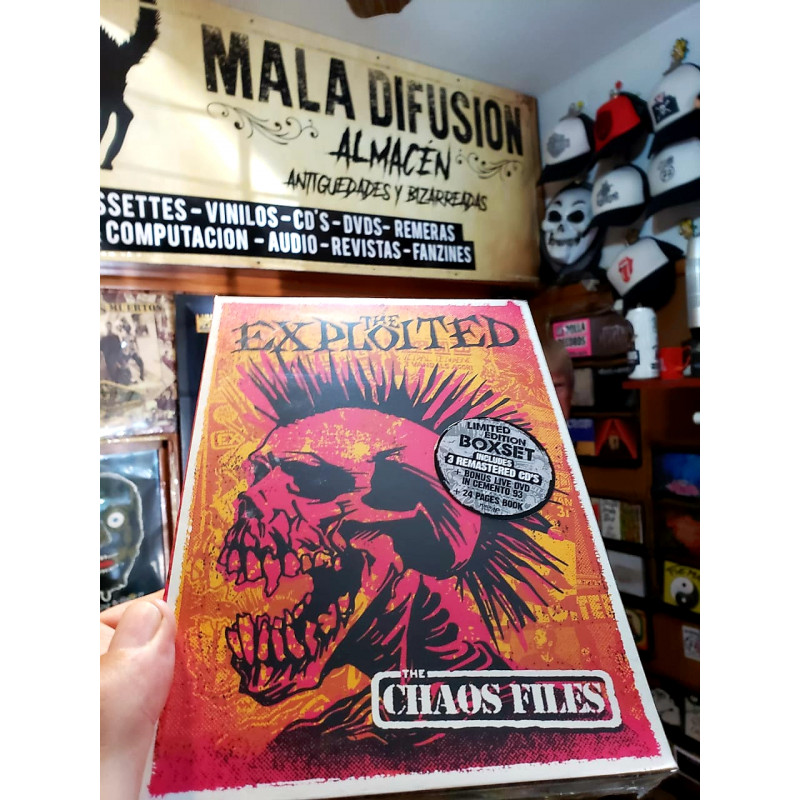 MALA DIFUSION
ALMACÉN
ANTIGUEDADES Y BIZARREADAS
SSETTES - VINILOS - CD'S - DVDS - REMERAS
COMPUTACION - AUDIO - REVISTAS - FANZINES
MUERTOS
THE
EXPLOITED
LIMITED
EDITION
BOXSET
INCLUDES
3 REMASTERED CD'S
+ BONUS LIVE DVD
IN CEMENTO 93
+ 24 PAGES BOOK
THE
CHAOS FILES